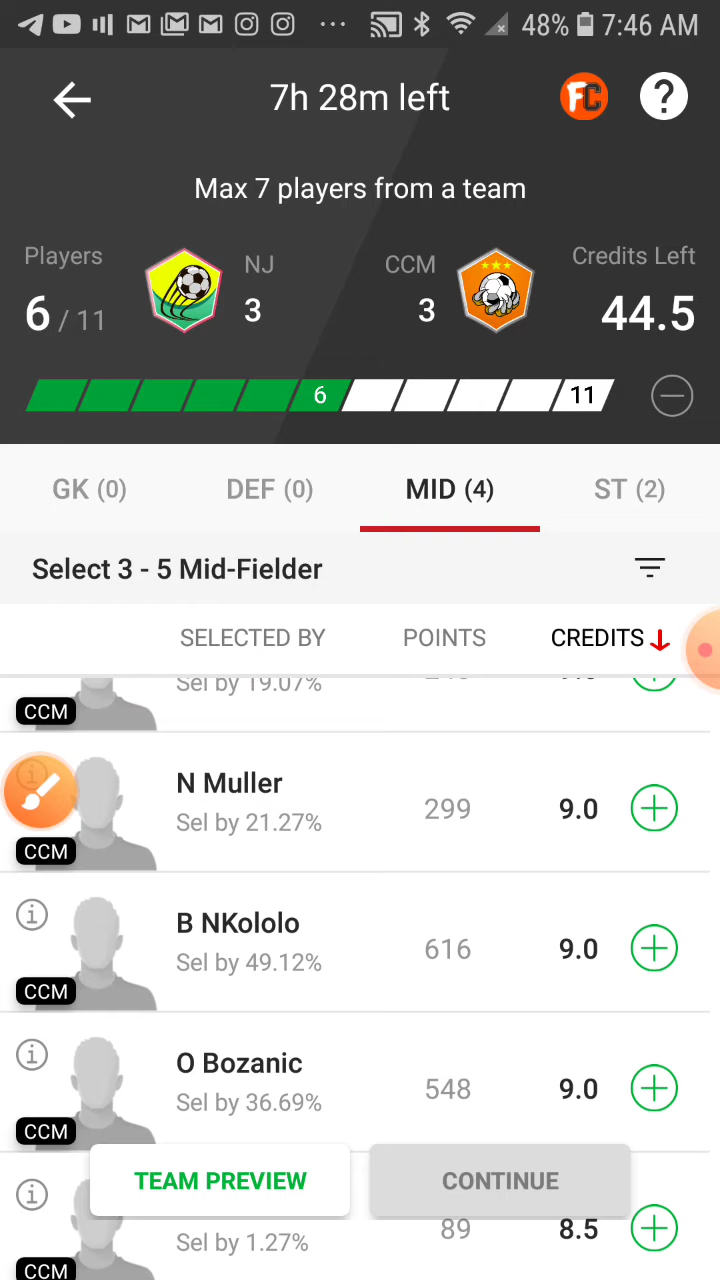 48% 7:46 AM
7h 28m left
FC
?
Max 7 players from a team
Players
NJ
CCM
Credits Left
6 / 11
3
3
44.5
6
11
GK (0)
DEF (0)
MID (4)
ST (2)
Select 3 - 5 Mid-Fielder
SELECTED BY
POINTS
CREDITS
Sel by 19.07%
CCM
N Muller
Sel by 21.27%
299
9.0
CCM
B NKololo
Sel by 49.12%
616
9.0
CCM
O Bozanic
Sel by 36.69%
548
9.0
CCM
TEAM PREVIEW
CONTINUE
Sel by 1.27%
89
8.5
CCM